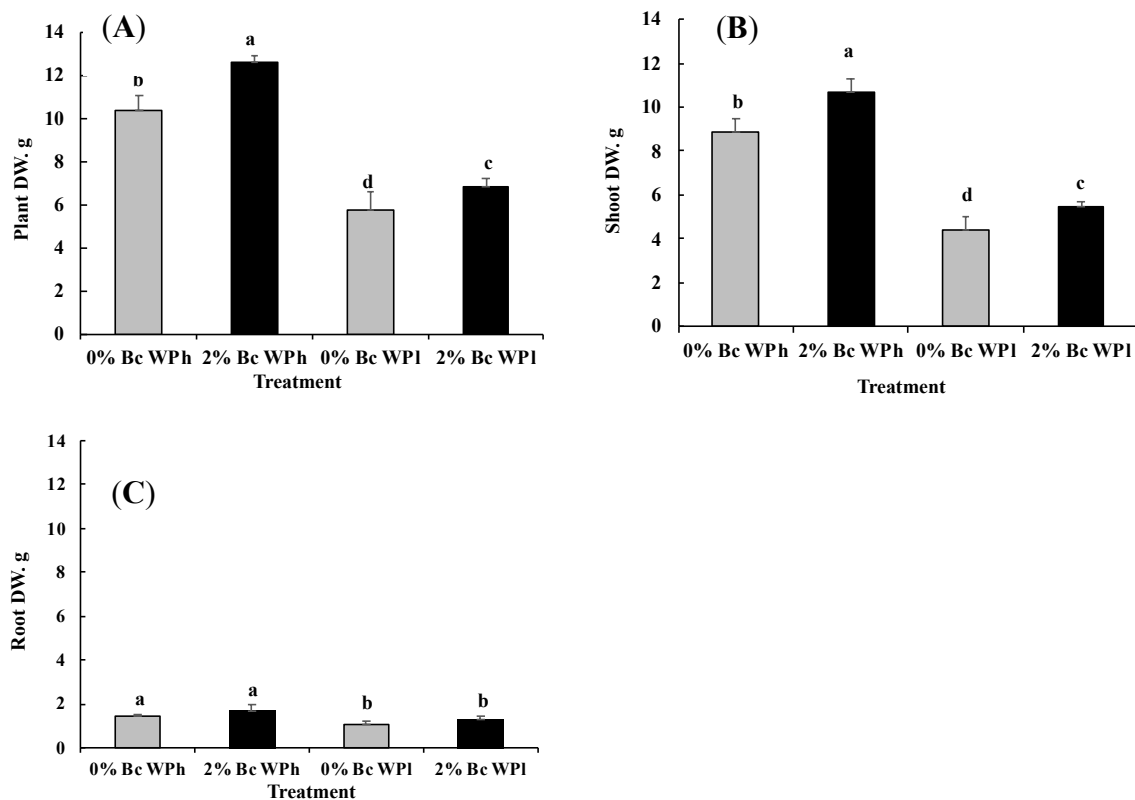 (A)
14
12
10
8
6
4
2
0
Plant DW. g
b
a
d
c
0% Bc WPh 2% Bc WPh 0% Bc WPl 2% Bc WPl
Treatment
(B)
14
12
10
8
6
4
2
0
Shoot DW. g
b
a
d
c
0% Bc WPh 2% Bc WPh 0% Bc WPl 2% Bc WPl
Treatment
(C)
14
12
10
8
6
4
2
0
Root DW. g
a
a
b
b
0% Bc WPh 2% Bc WPh 0% Bc WPl 2% Bc WPl
Treatment